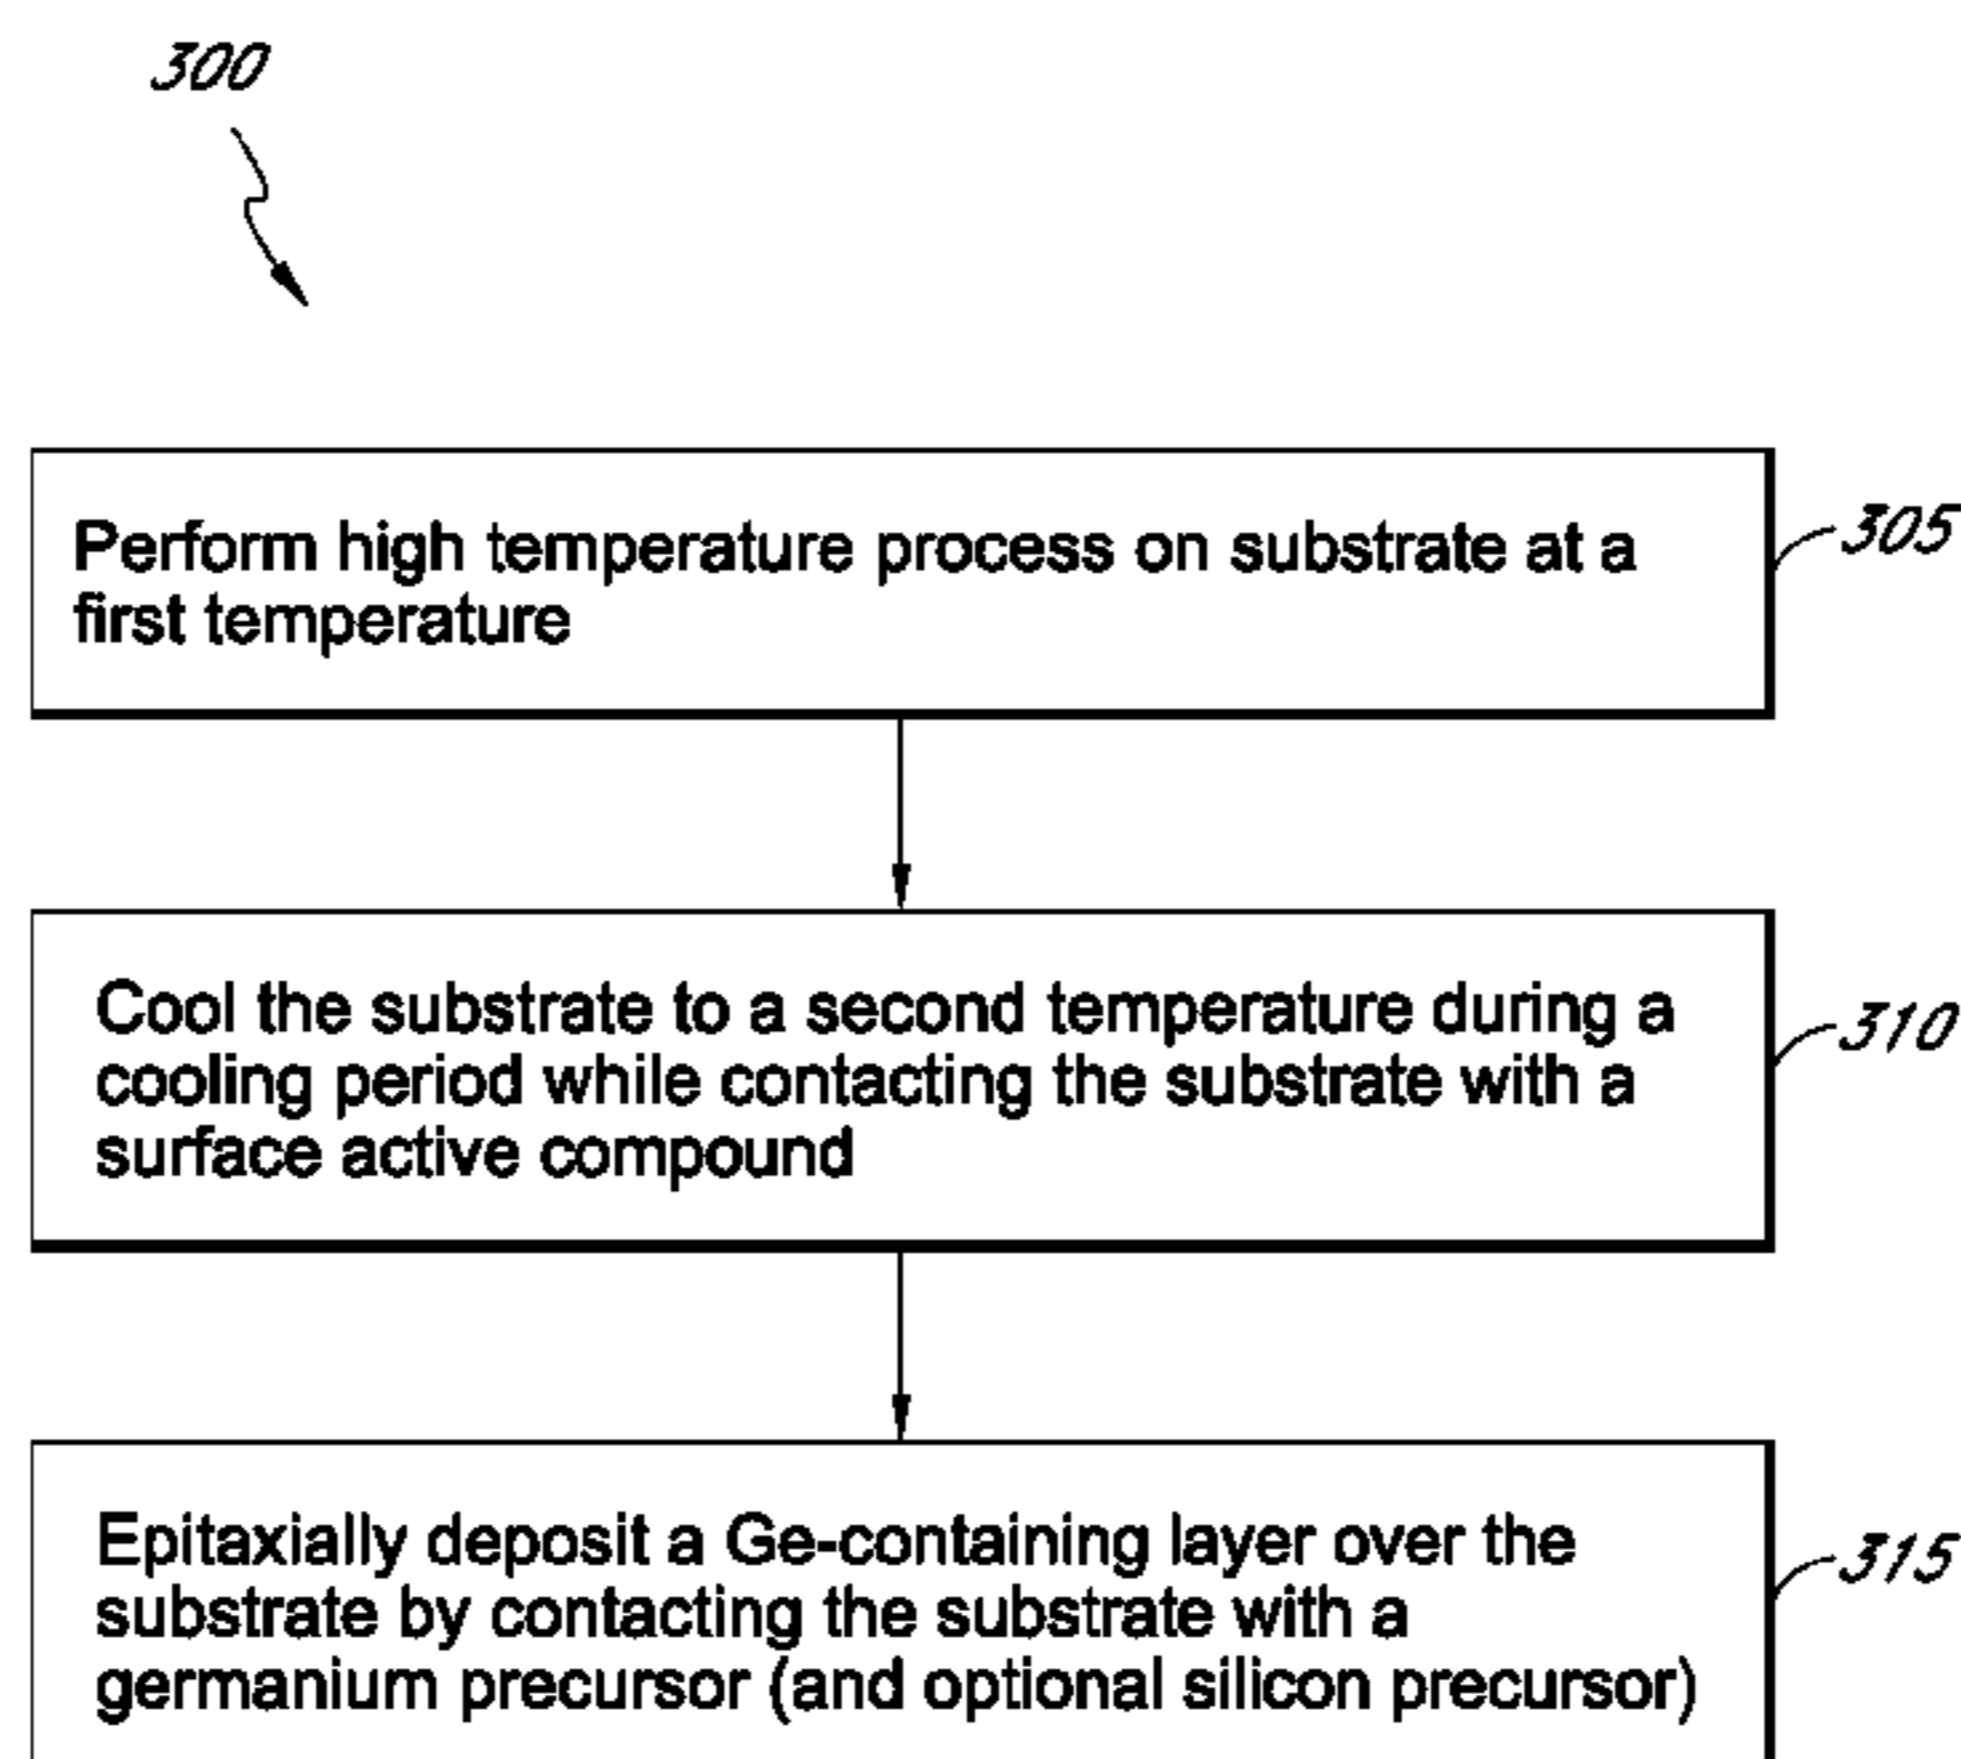 300
Perform high temperature process on substrate at a
first temperature
305
Cool the substrate to a second temperature during a
cooling period while contacting the substrate with a
surface active compound
310
Epitaxially deposit a Ge-containing layer over the
substrate by contacting the substrate with a
germanium precursor (and optional silicon precursor)
315